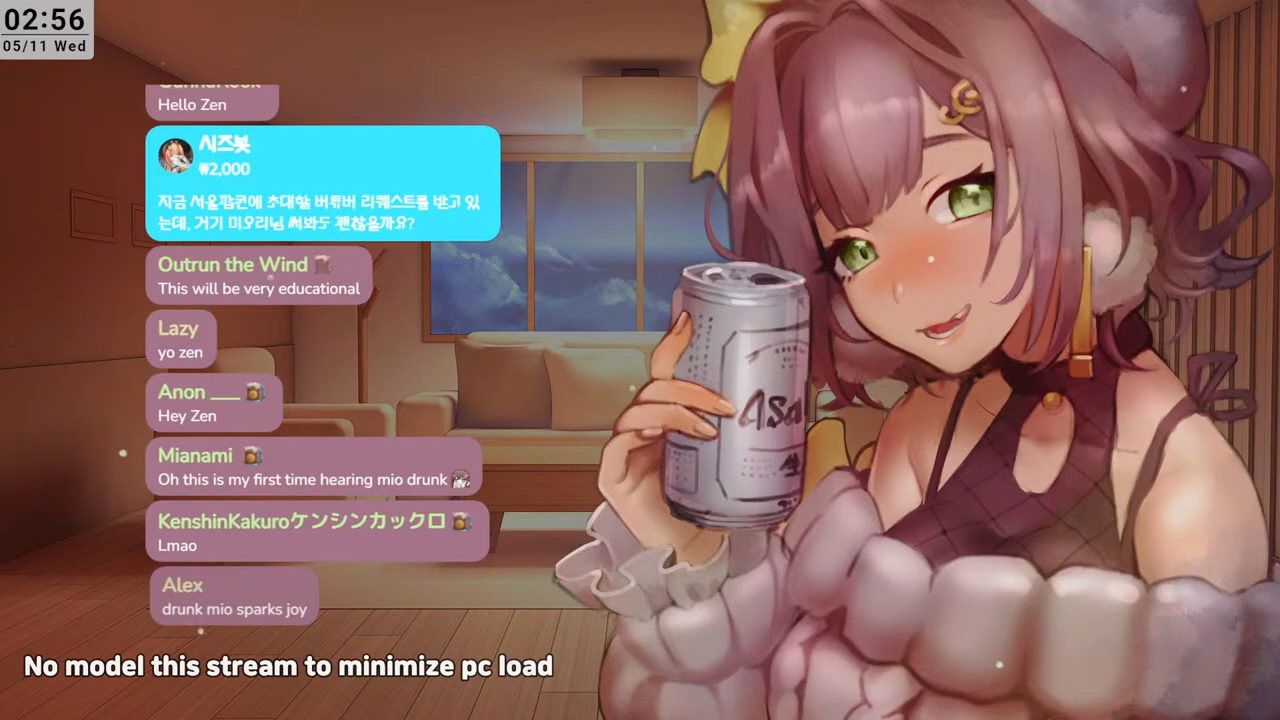 02:56
05/11 Wed
Hello Zen
시즈봇
₩2,000
지금 서울팝콘에 초대할 버튜버 리퀘스트를 받고 있
는데, 거기 미오리님 써봐도 괜찮을까요?
Outrun the Wind
This will be very educational
Lazy
yo zen
Anon ___
Hey Zen
Mianami
Oh this is my first time hearing mio drunk
KenshinKakuroケンシンカックロ
Lmao
Alex
drunk mio sparks joy
No model this stream to minimize pc load
Asa
生